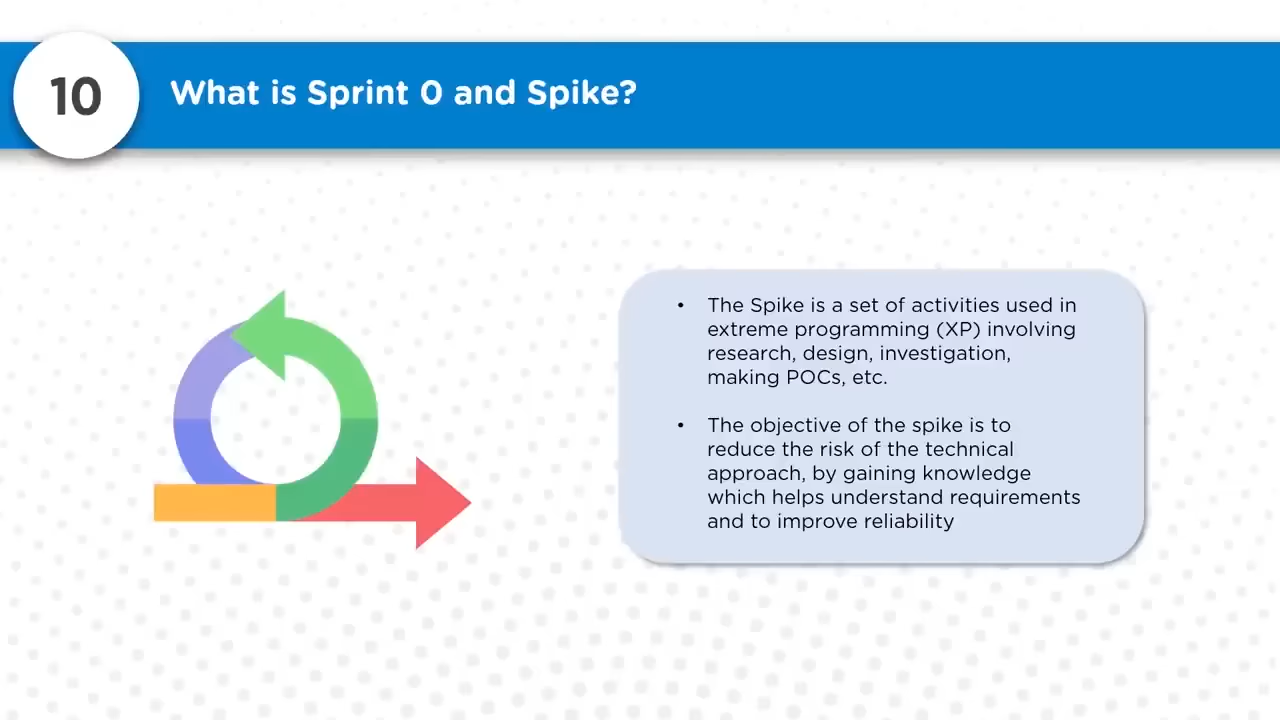 10
What is Sprint 0 and Spike?
• The Spike is a set of activities used in
extreme programming (XP) involving
research, design, investigation,
making POCs, etc.
• The objective of the spike is to
reduce the risk of the technical
approach, by gaining knowledge
which helps understand requirements
and to improve reliability